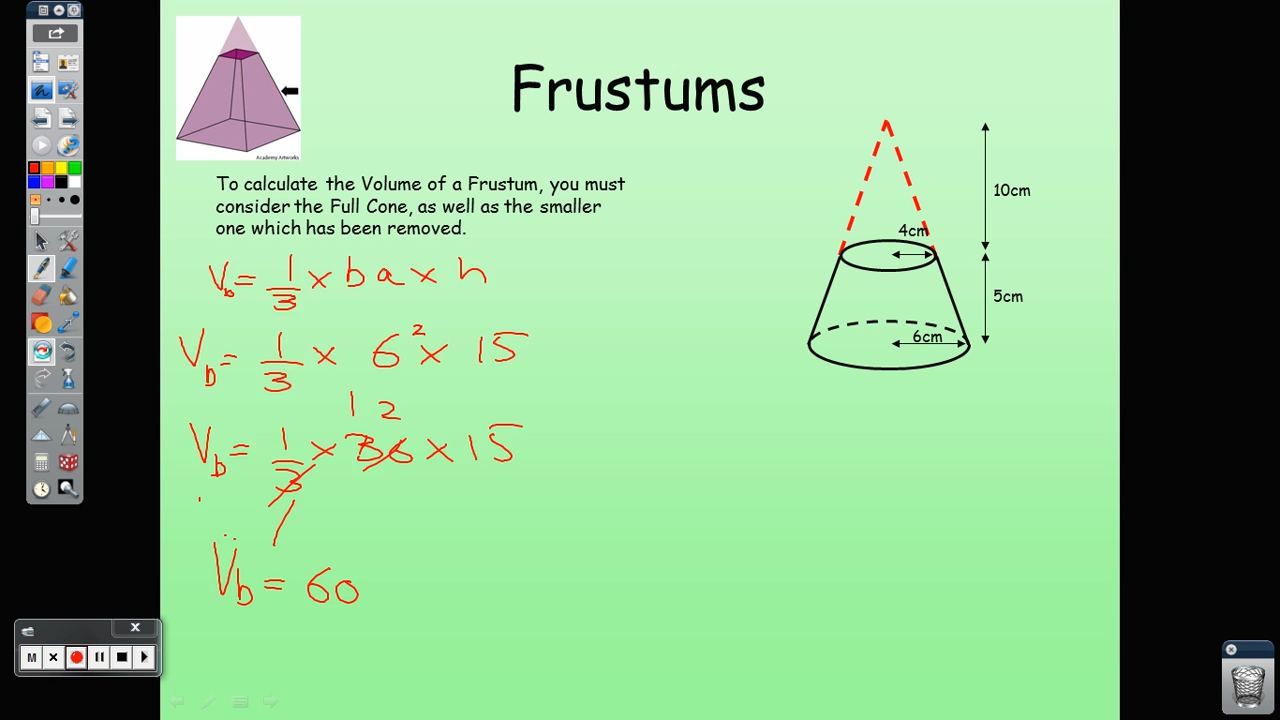 Frustums
Academy Artworks
10cm
4cm
5cm
6cm
To calculate the Volume of a Frustum, you must
consider the Full Cone, as well as the smaller
one which has been removed.
Vb = 1/3 × ba × h
Vb = 1/3 × 6² × 15
1 2
Vb = 1/3 × 36 × 15
1
Vb = 60
M